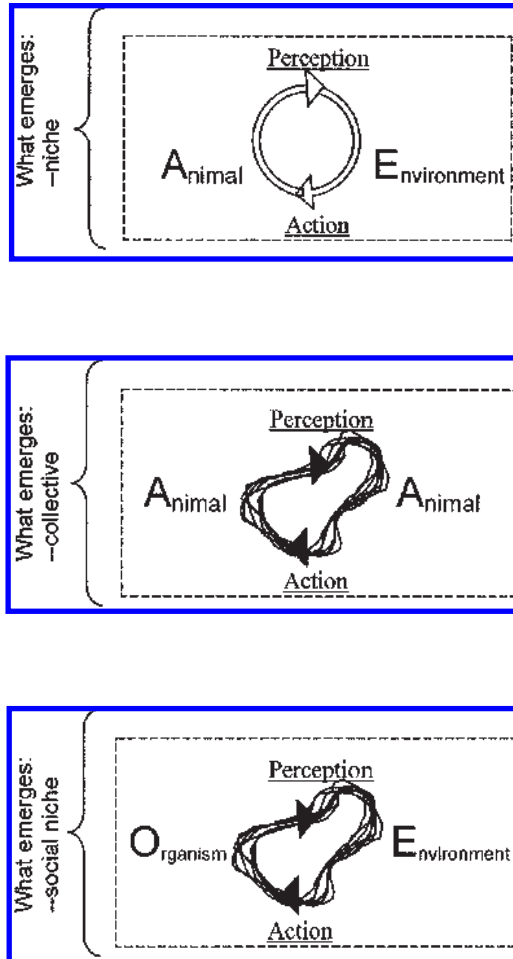 What emerges:
–niche
Perception
Animal
Environment
Action
What emerges:
--collective
Perception
Animal
Animal
Action
What emerges:
--social niche
Perception
Organism
Environment
Action